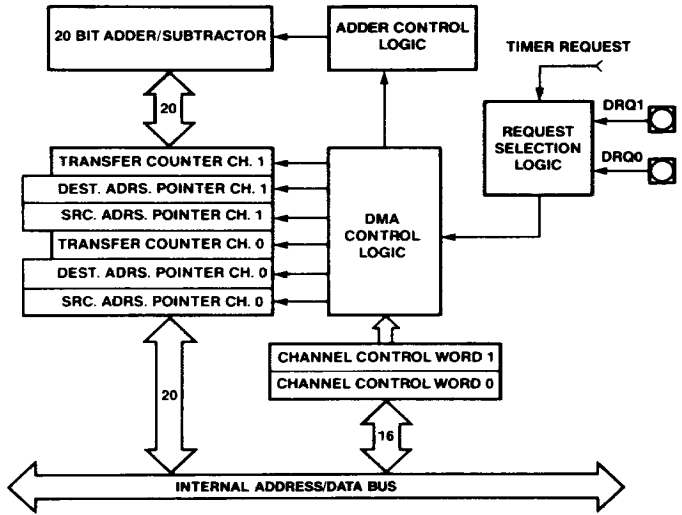 20 BIT ADDER/SUBTRACTOR
ADDER CONTROL
LOGIC
TIMER REQUEST
20
DRQ1
REQUEST
SELECTION
LOGIC
DRQ0
TRANSFER COUNTER CH. 1
DEST. ADRS. POINTER CH. 1
SRC. ADRS. POINTER CH. 1
TRANSFER COUNTER CH. 0
DEST. ADRS. POINTER CH. 0
SRC. ADRS. POINTER CH. 0
DMA
CONTROL
LOGIC
CHANNEL CONTROL WORD 1
CHANNEL CONTROL WORD 0
20
16
INTERNAL ADDRESS/DATA BUS